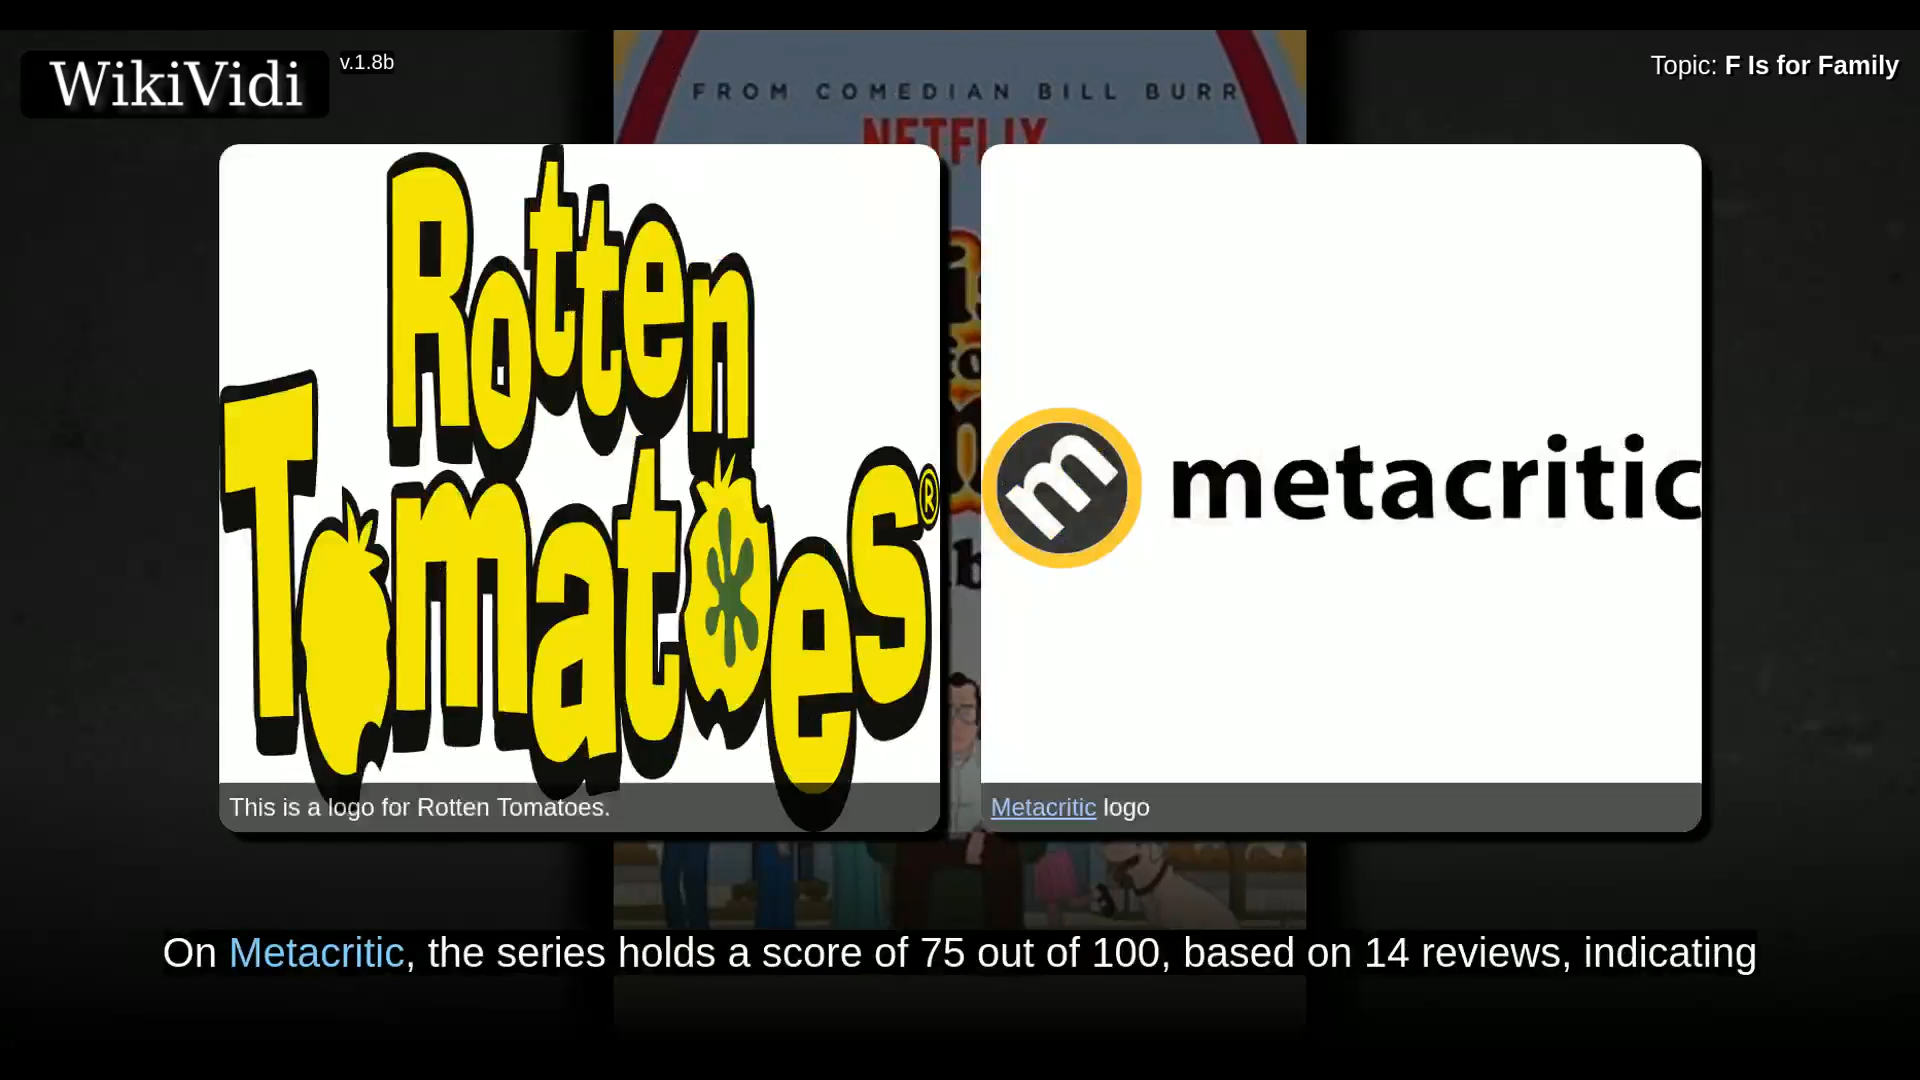 WikiVidi
v.1.8b
Topic: F Is for Family
FROM COMEDIAN BILL BURR
NETFLIX
Rotten
Tomatoes®
m metacritic
This is a logo for Rotten Tomatoes.
Metacritic logo
On Metacritic, the series holds a score of 75 out of 100, based on 14 reviews, indicating